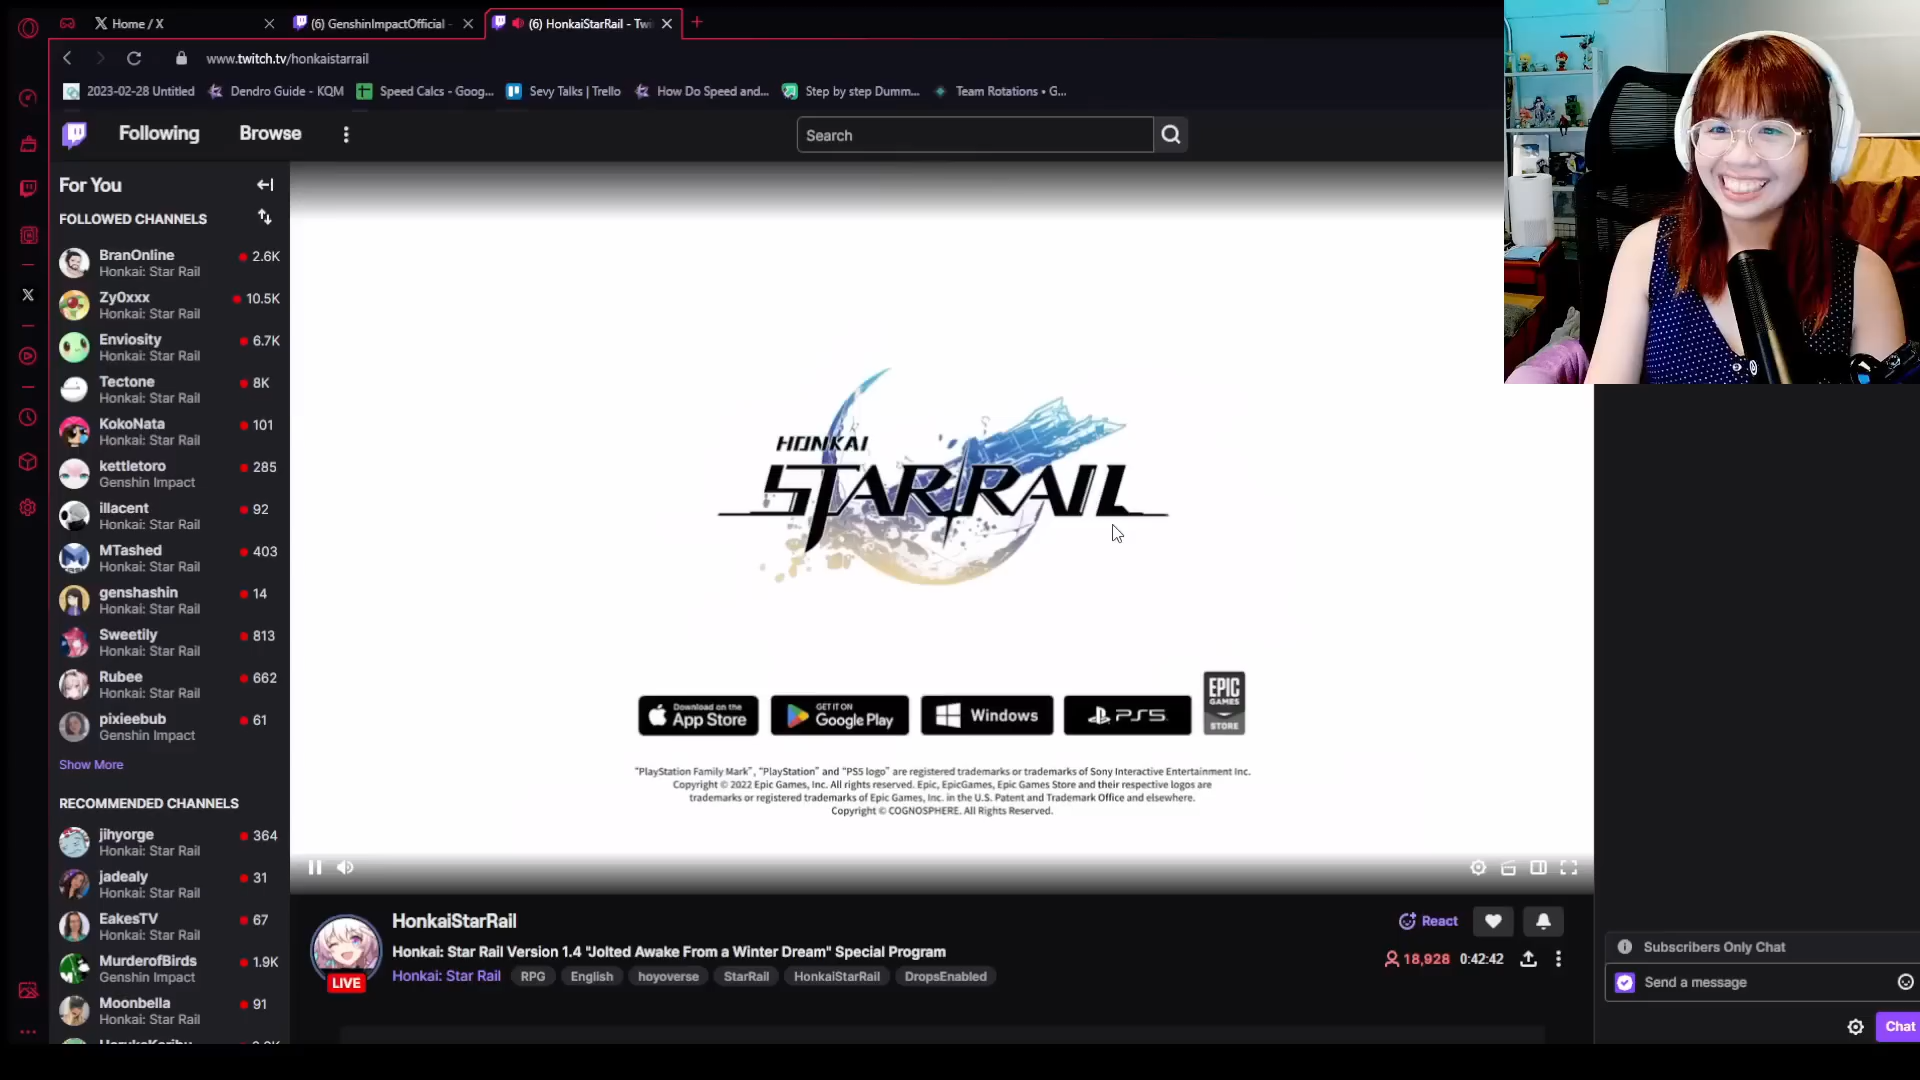 Home / X
(6) GenshinImpactOfficial -
(6) HonkaiStarRail - Twi
www.twitch.tv/honkaistarrail
2023-02-28 Untitled
Dendro Guide - KQM
Speed Calcs - Goog...
Sevy Talks | Trello
How Do Speed and...
Step by step Dumm...
Team Rotations • G...
Following
Browse
Search
For You
FOLLOWED CHANNELS
BranOnline
2.6K
Honkai: Star Rail
Zy0xxx
10.5K
Honkai: Star Rail
Enviosity
6.7K
Honkai: Star Rail
Tectone
8K
Honkai: Star Rail
KokoNata
101
Honkai: Star Rail
kettletoro
285
Genshin Impact
illacent
92
Honkai: Star Rail
MTashed
403
Honkai: Star Rail
genshashin
14
Honkai: Star Rail
Sweetily
813
Honkai: Star Rail
Rubee
662
Honkai: Star Rail
pixieebub
61
Genshin Impact
Show More
RECOMMENDED CHANNELS
jihyorge
364
Honkai: Star Rail
jadealy
31
Honkai: Star Rail
EakesTV
67
Honkai: Star Rail
MurderofBirds
1.9K
Genshin Impact
Moonbella
91
Honkai: Star Rail
HONKAI
STAR RAIL
Download on the
App Store
GET IT ON
Google Play
Windows
PS5
EPIC
GAMES
STORE
"PlayStation Family Mark", "PlayStation" and "PS5 logo" are registered trademarks or trademarks of Sony Interactive Entertainment Inc.
Copyright © 2022 Epic Games, Inc. All rights reserved. Epic, EpicGames, Epic Games Store and their respective logos are
trademarks or registered trademarks of Epic Games, Inc. in the U.S. Patent and Trademark Office and elsewhere.
Copyright © COGNOSPHERE. All Rights Reserved.
LIVE
HonkaiStarRail
Honkai: Star Rail Version 1.4 "Jolted Awake From a Winter Dream" Special Program
Honkai: Star Rail
RPG
English
hoyoverse
StarRail
HonkaiStarRail
DropsEnabled
React
18,928
0:42:42
Subscribers Only Chat
Send a message
Chat